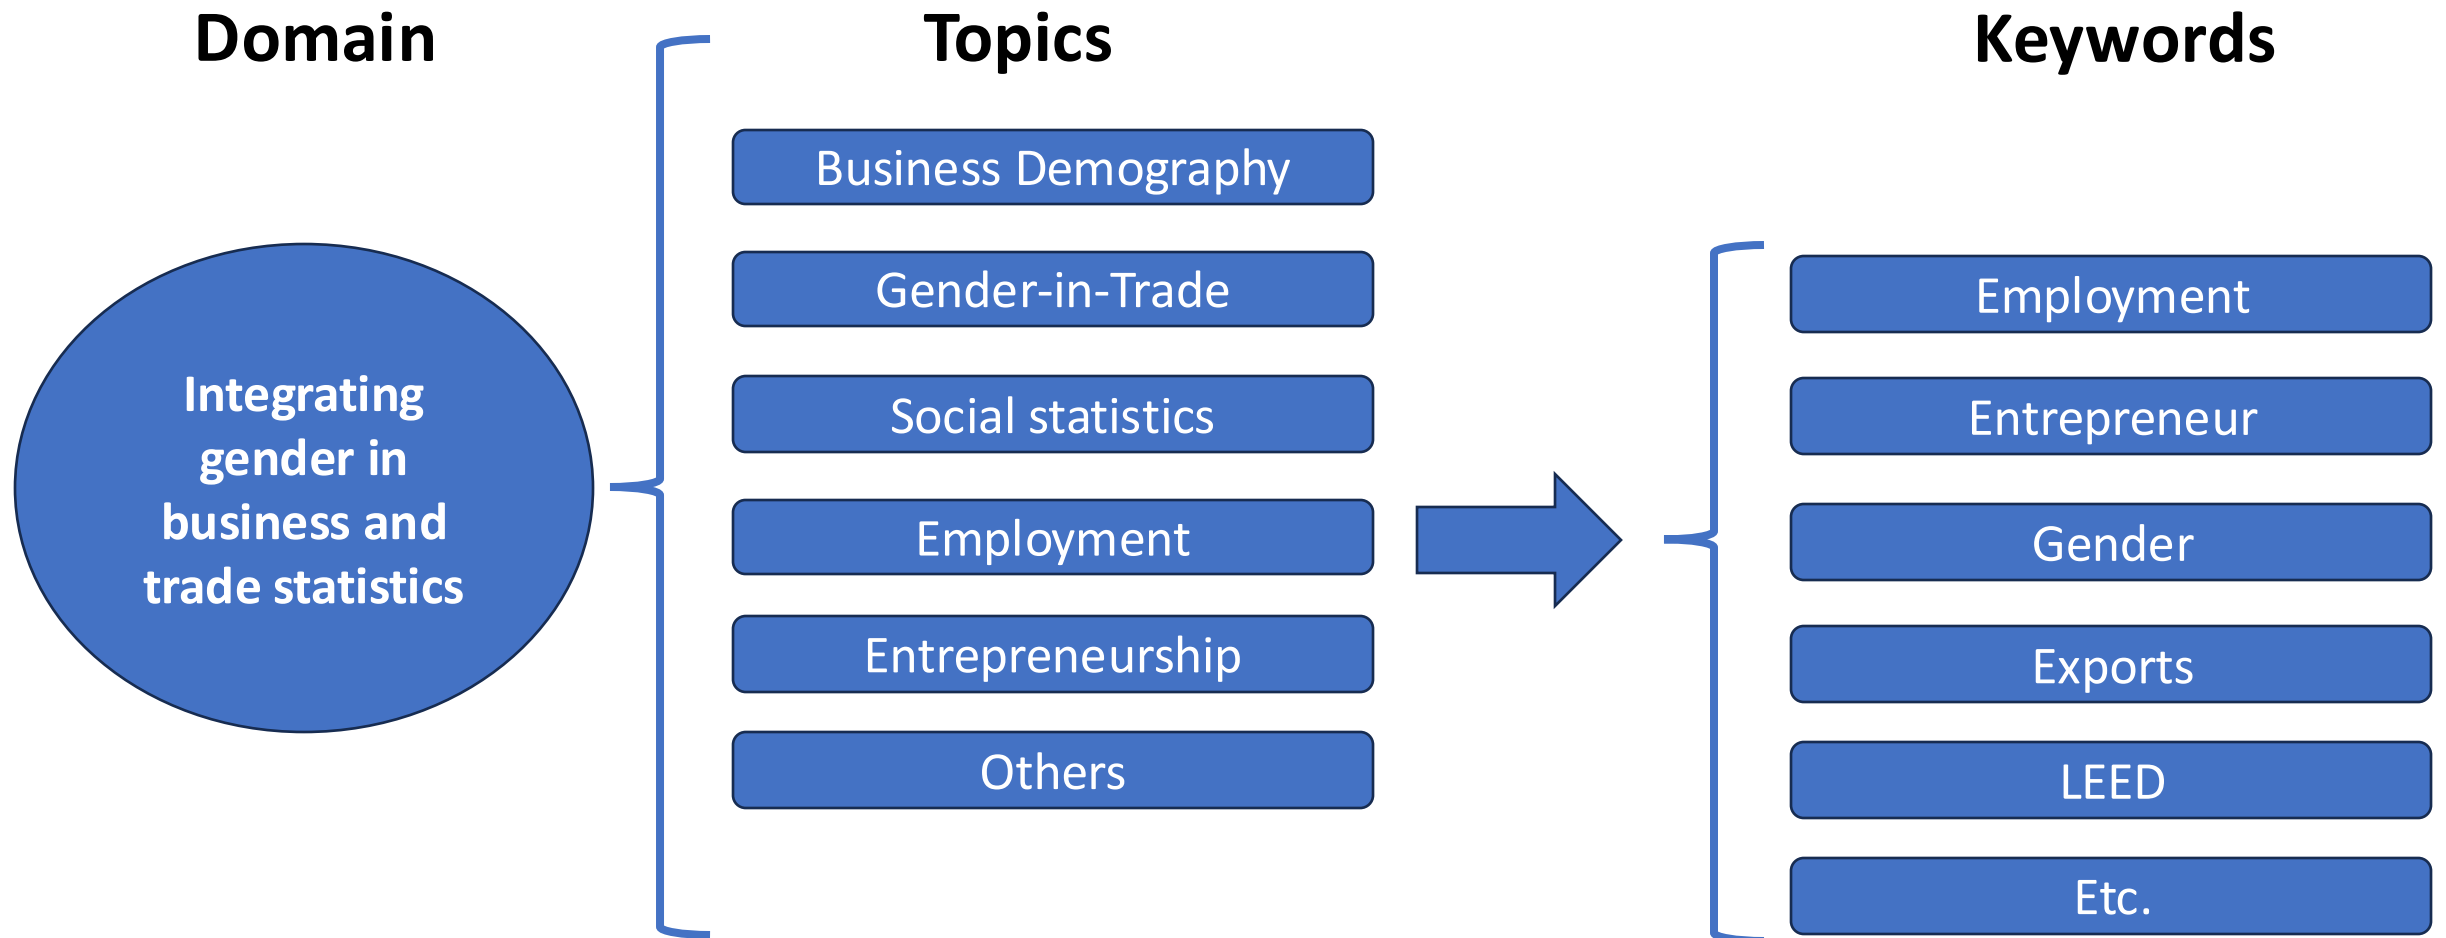 Domain
Topics
Keywords
Integrating
gender in
business and
trade statistics
Business Demography
Gender-in-Trade
Social statistics
Employment
Entrepreneurship
Others
Employment
Entrepreneur
Gender
Exports
LEED
Etc.